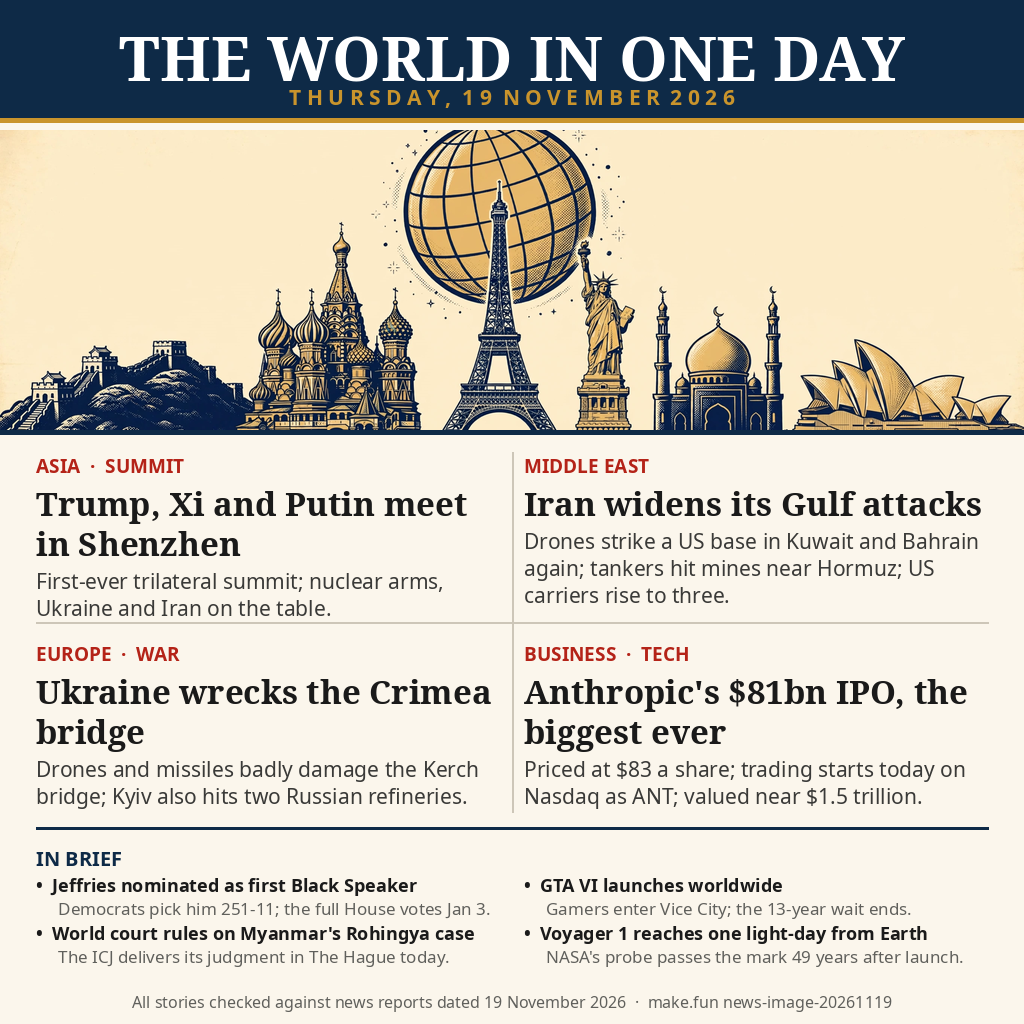 THE WORLD IN ONE DAY
THURSDAY, 19 NOVEMBER 2026
ASIA · SUMMIT
Trump, Xi and Putin meet
in Shenzhen
First-ever trilateral summit; nuclear arms,
Ukraine and Iran on the table.
MIDDLE EAST
Iran widens its Gulf attacks
Drones strike a US base in Kuwait and Bahrain
again; tankers hit mines near Hormuz; US
carriers rise to three.
EUROPE · WAR
Ukraine wrecks the Crimea
bridge
Drones and missiles badly damage the Kerch
bridge; Kyiv also hits two Russian refineries.
BUSINESS · TECH
Anthropic's $81bn IPO, the
biggest ever
Priced at $83 a share; trading starts today on
Nasdaq as ANT; valued near $1.5 trillion.
IN BRIEF
• Jeffries nominated as first Black Speaker
Democrats pick him 251-11; the full House votes Jan 3.
• World court rules on Myanmar's Rohingya case
The ICJ delivers its judgment in The Hague today.
• GTA VI launches worldwide
Gamers enter Vice City; the 13-year wait ends.
• Voyager 1 reaches one light-day from Earth
NASA's probe passes the mark 49 years after launch.
All stories checked against news reports dated 19 November 2026 · make.fun news-image-20261119